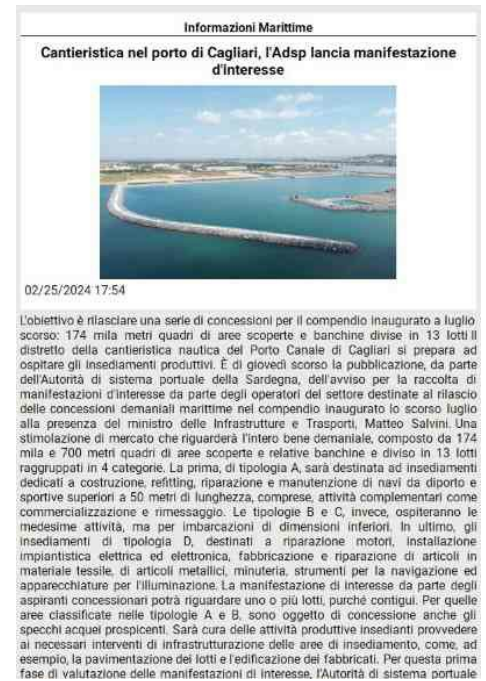 Informazioni Marittime
Cantieristica nel porto di Cagliari, l'Adsp lancia manifestazione
d'interesse
02/25/2024 17:54
L'obiettivo è rilasciare una serie di concessioni per il compendio inaugurato a luglio
scorso: 174 mila metri quadri di aree scoperte e banchine divise in 13 lotti Il
distretto della cantieristica nautica del Porto Canale di Cagliari si prepara ad
ospitare gli insediamenti produttivi. È di giovedì scorso la pubblicazione, da parte
dell'Autorità di sistema portuale della Sardegna, dell'avviso per la raccolta di
manifestazioni d'interesse da parte degli operatori del settore destinate al rilascio
delle concessioni demaniali marittime nel compendio inaugurato lo scorso luglio
alla presenza del ministro delle Infrastrutture e Trasporti, Matteo Salvini. Una
stimolazione di mercato che riguarderà l'intero bene demaniale, composto da 174
mila e 700 metri quadri di aree scoperte e relative banchine e diviso in 13 lotti
raggruppati in 4 categorie. La prima, di tipologia A, sarà destinata ad insediamenti
dedicati a costruzione, refitting, riparazione e manutenzione di navi da diporto e
sportive superiori a 50 metri di lunghezza, comprese, attività complementari come
commercializzazione e rimessaggio. Le tipologie B e C, invece, ospiteranno le
medesime attività, ma per imbarcazioni di dimensioni inferiori. In ultimo, gli
insediamenti di tipologia D, destinati a riparazione motori, installazione
impiantistica elettrica ed elettronica, fabbricazione e riparazione di articoli in
materiale tessile, di articoli metallici, minuteria, strumenti per la navigazione ed
apparecchiature per l'illuminazione. La manifestazione di interesse da parte degli
aspiranti concessionari potrà riguardare uno o più lotti, purché contigui. Per quelle
aree classificate nelle tipologie A e B, sono oggetto di concessione anche gli
specchi acquei prospicenti. Sarà cura delle attività produttive insedianti provvedere
ai necessari interventi di infrastrutturazione delle aree di insediamento, come, ad
esempio, la pavimentazione dei lotti e l'edificazione dei fabbricati. Per questa prima
fase di valutazione delle manifestazioni di interesse, l'Autorità di sistema portuale